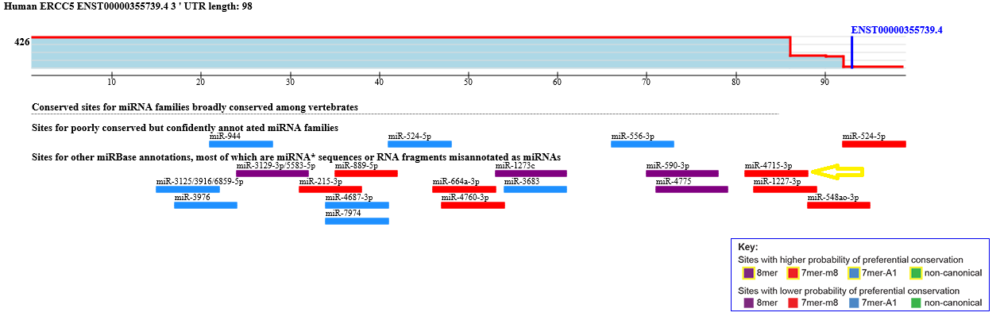 Human ERCC5 ENST00000355739.4 3 ' UTR length: 98
ENST00000355739.4
426
10 20 30 40 50 60 70 80 90
Conserved sites for miRNA families broadly conserved among vertebrates
Sites for poorly conserved but confidently annot ated miRNA families
miR-944 miR-524-5p miR-556-3p miR-524-5p
Sites for other miRBase annotations, most of which are miRNA* sequences or RNA fragments misannotated as miRNAs
miR-3129-3p/5583-5p miR-889-5p miR-1273c miR-590-3p miR-4715-3p
miR-3125/3916/6859-5p miR-215-3p miR-664a-3p miR-3683 miR-4775 miR-1227-3p
miR-3976 miR-4687-3p miR-4760-3p miR-548ao-3p
miR-7974
Key:
Sites with higher probability of preferential conservation
8mer 7mer-m8 7mer-A1 non-canonical
Sites with lower probability of preferential conservation
8mer 7mer-m8 7mer-A1 non-canonical